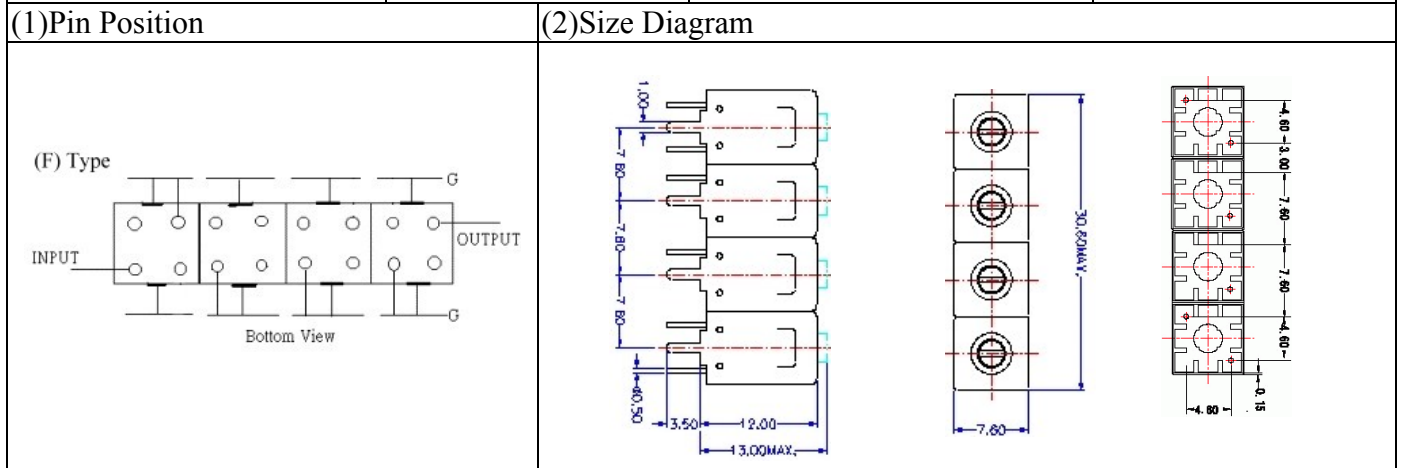 (1)Pin Position
(2)Size Diagram
(F) Type
G
INPUT
OUTPUT
G
Bottom View
1.00
7.80
7.80
7.80
Φ0.50
3.50
12.00
13.00MAX.
30.80MAX.
7.60
4.60
3.00
7.60
7.60
4.60
0.15
4.60